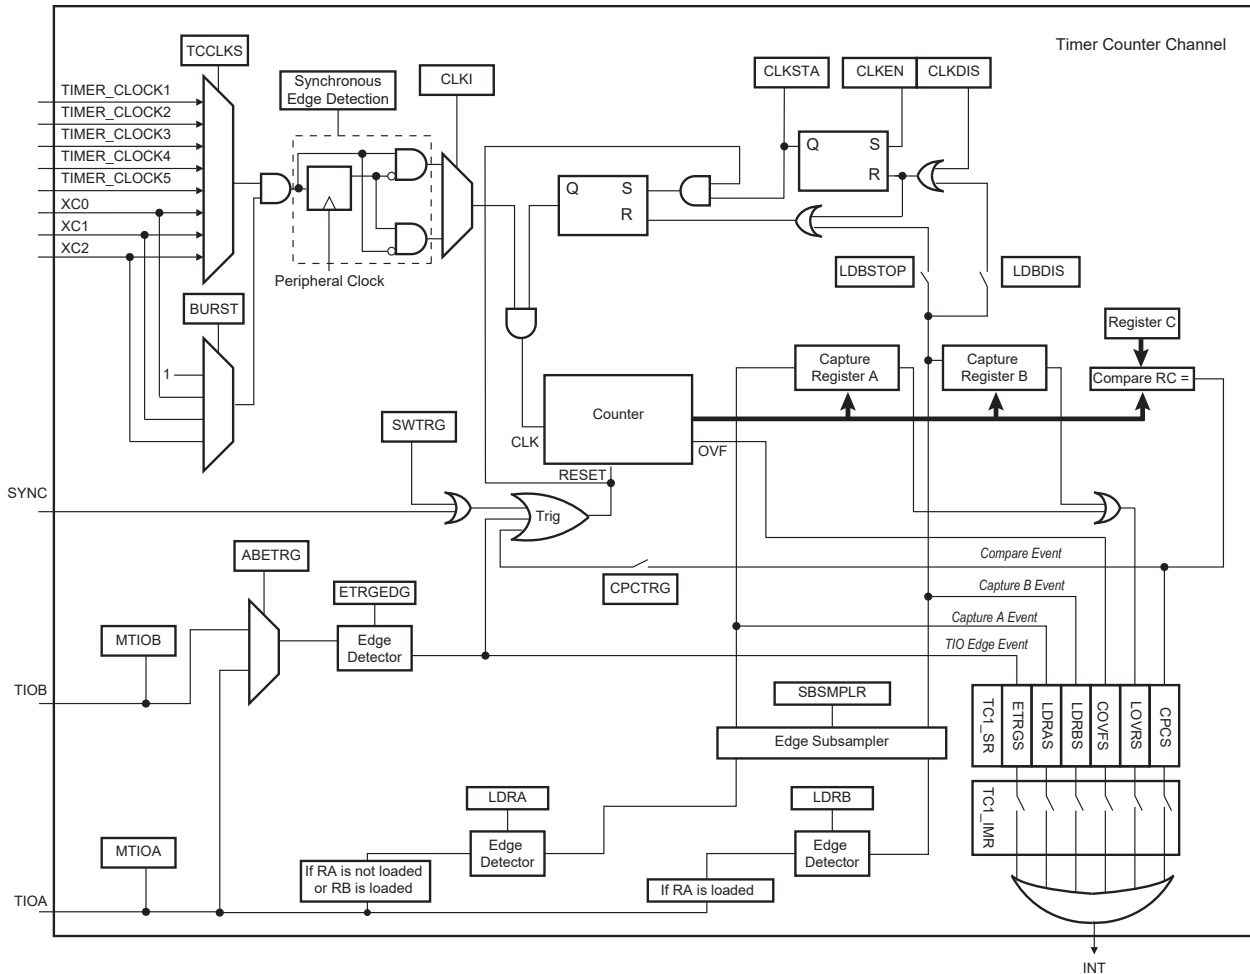 Timer Counter Channel
TCCLKS
Synchronous
Edge Detection
CLKI
CLKSTA
CLKEN
CLKDIS
TIMER_CLOCK1
TIMER_CLOCK2
TIMER_CLOCK3
TIMER_CLOCK4
TIMER_CLOCK5
XC0
XC1
XC2
Q
S
R
Q
S
R
Peripheral Clock
LDBSTOP
LDBDIS
BURST
1
Register C
Capture
Register A
Capture
Register B
Compare RC =
Counter
SWTRG
CLK
OVF
RESET
SYNC
Trig
ABETRG
Compare Event
CPCTRG
ETRGEDG
Capture B Event
Capture A Event
MTIOB
Edge
Detector
TIO Edge Event
TIOB
SBSMPLR
Edge Subsampler
TC1_SR
ETRGS
LDRAS
LDRBS
COVFS
LOVRS
CPCS
LDRA
LDRB
TC1_IMR
MTIOA
Edge
Detector
Edge
Detector
If RA is not loaded
or RB is loaded
If RA is loaded
TIOA
INT